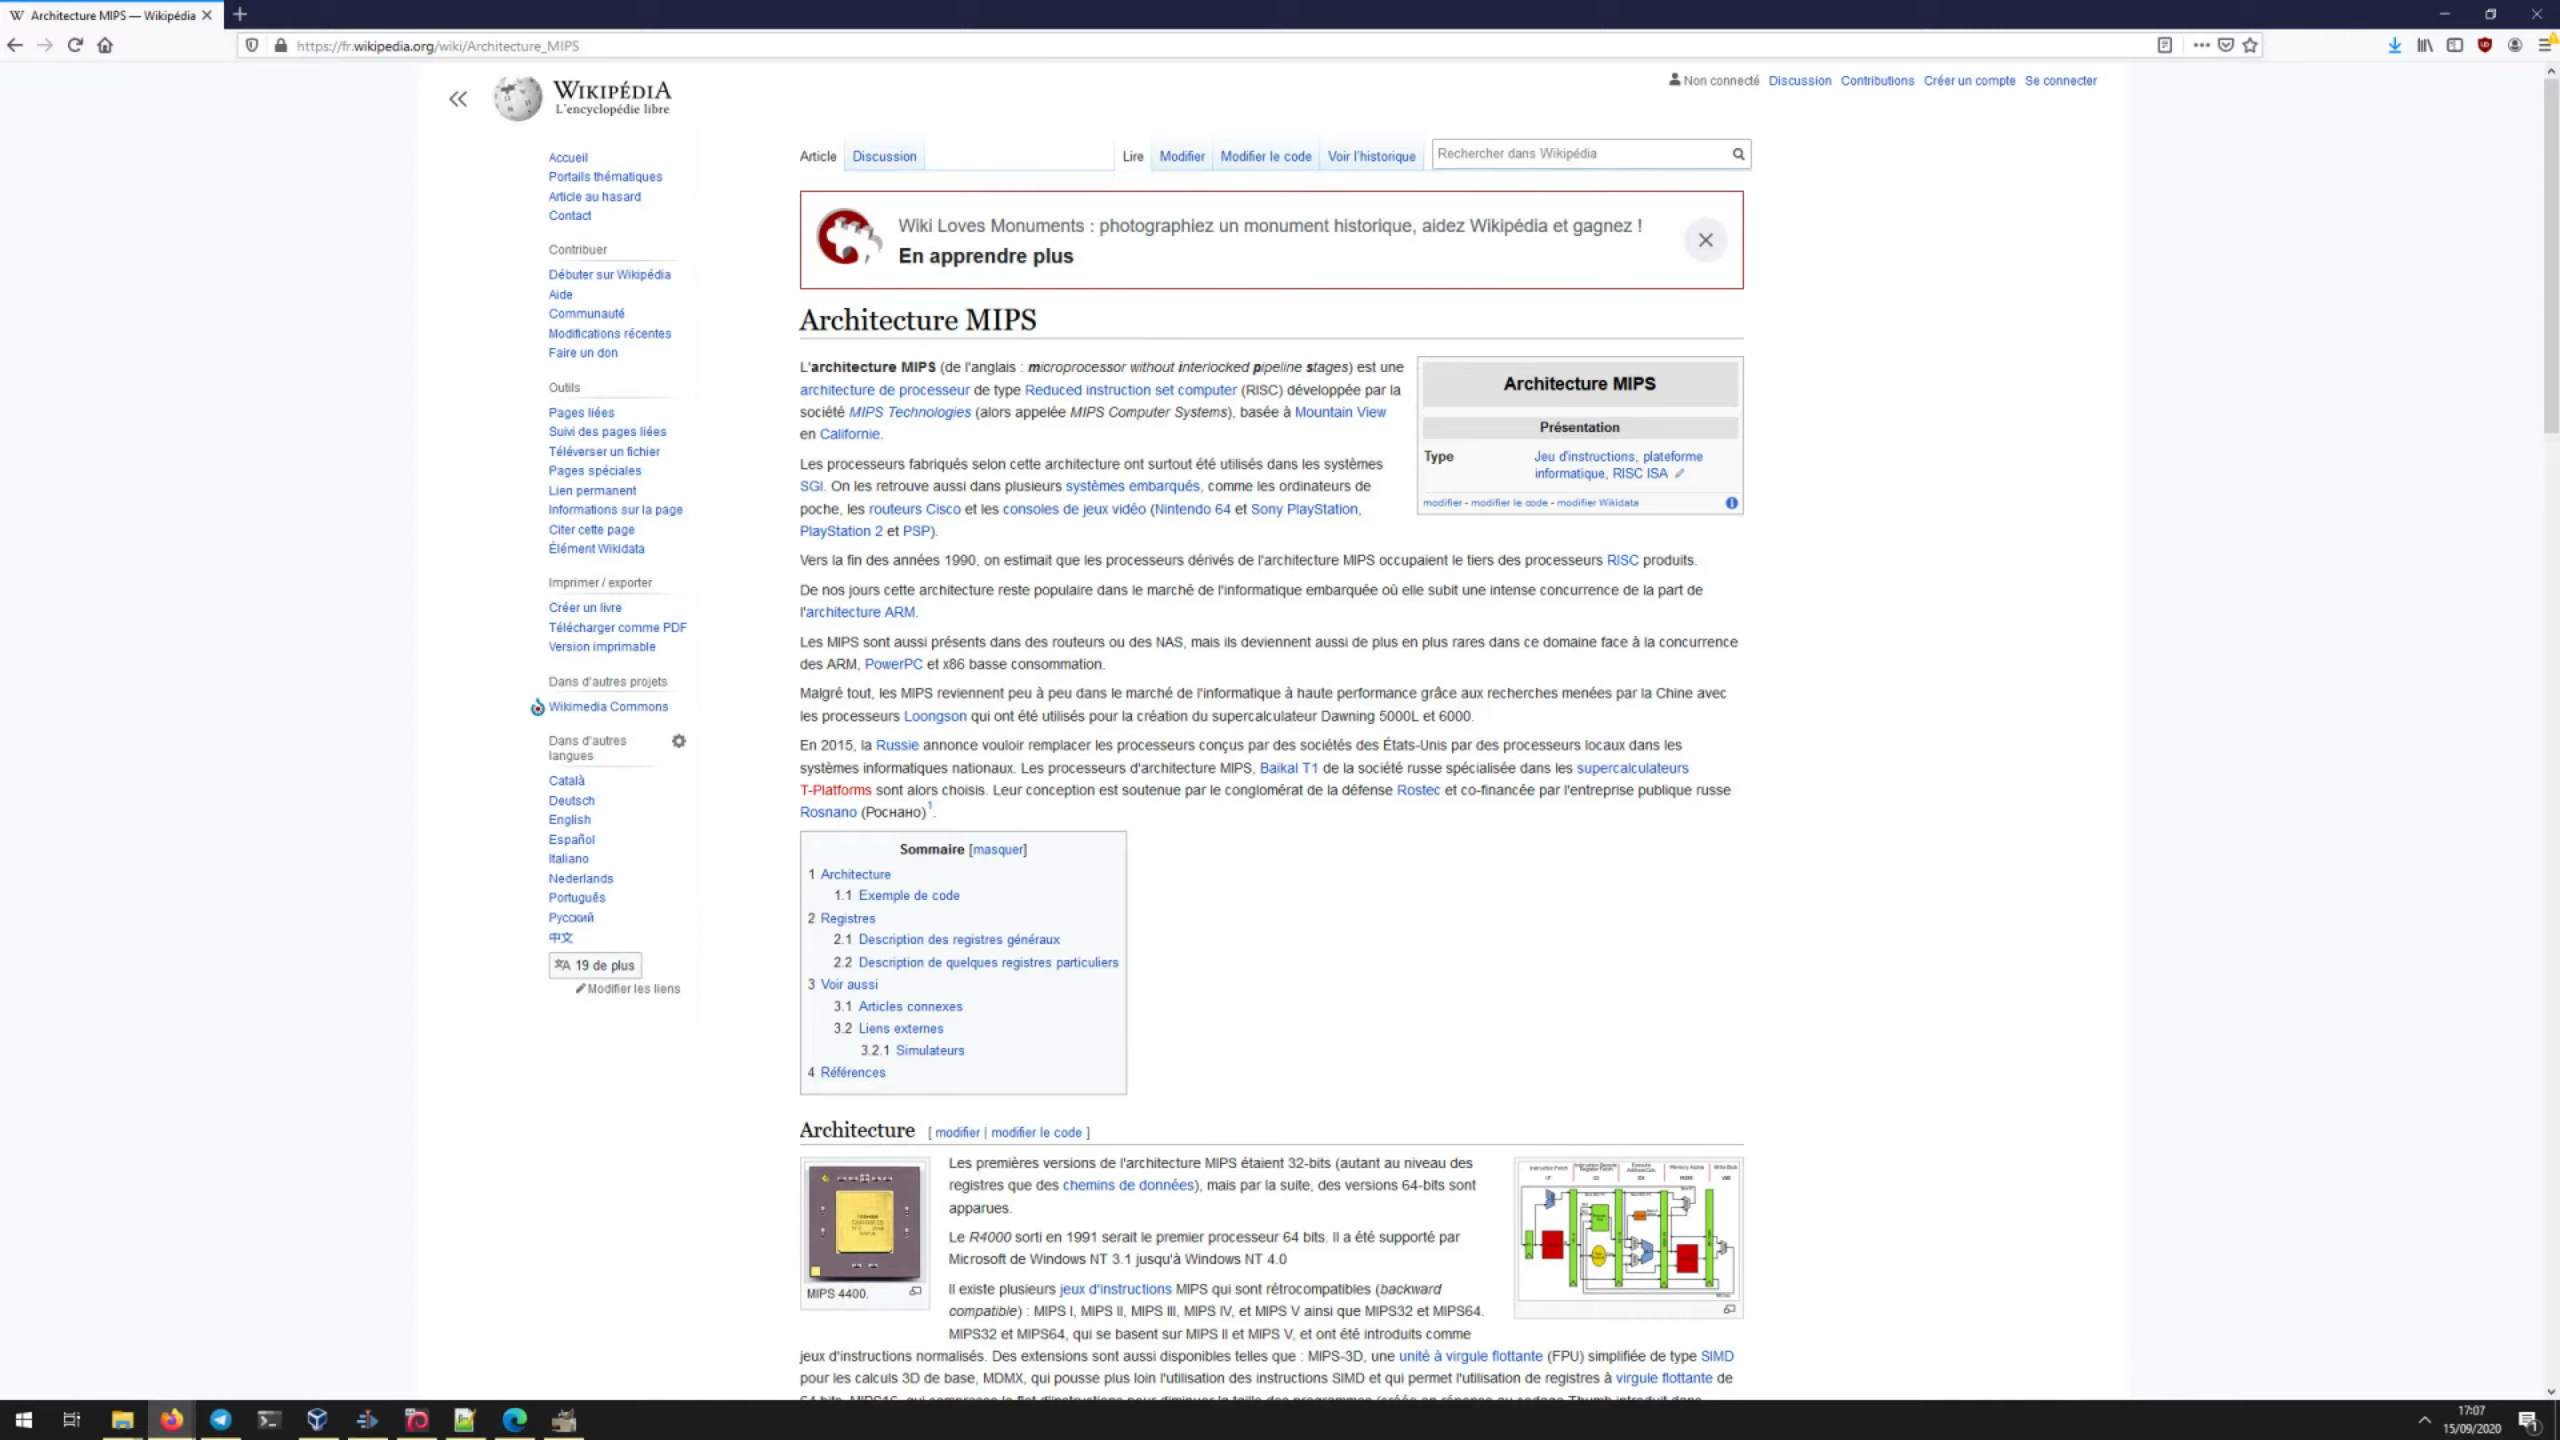 Architecture MIPS — Wikipédia
https://fr.wikipedia.org/wiki/Architecture_MIPS
WIKIPÉDIA
L'encyclopédie libre
Non connecté Discussion Contributions Créer un compte Se connecter
Article Discussion Lire Modifier Modifier le code Voir l'historique Rechercher dans Wikipédia
Accueil
Portails thématiques
Article au hasard
Contact
Contribuer
Débuter sur Wikipédia
Aide
Communauté
Modifications récentes
Faire un don
Outils
Pages liées
Suivi des pages liées
Téléverser un fichier
Pages spéciales
Lien permanent
Informations sur la page
Citer cette page
Élément Wikidata
Imprimer / exporter
Créer un livre
Télécharger comme PDF
Version imprimable
Dans d'autres projets
Wikimedia Commons
Dans d'autres
langues
Català
Deutsch
English
Español
Italiano
Nederlands
Português
Русский
中文
19 de plus
Modifier les liens
Wiki Loves Monuments : photographiez un monument historique, aidez Wikipédia et gagnez !
En apprendre plus
Architecture MIPS
L'architecture MIPS (de l'anglais : microprocessor without interlocked pipeline stages) est une
architecture de processeur de type Reduced instruction set computer (RISC) développée par la
société MIPS Technologies (alors appelée MIPS Computer Systems), basée à Mountain View
en Californie.
Les processeurs fabriqués selon cette architecture ont surtout été utilisés dans les systèmes
SGI. On les retrouve aussi dans plusieurs systèmes embarqués, comme les ordinateurs de
poche, les routeurs Cisco et les consoles de jeux vidéo (Nintendo 64 et Sony PlayStation,
PlayStation 2 et PSP).
Architecture MIPS
Présentation
Type Jeu d'instructions, plateforme
informatique, RISC ISA
modifier - modifier le code - modifier Wikidata
Vers la fin des années 1990, on estimait que les processeurs dérivés de l'architecture MIPS occupaient le tiers des processeurs RISC produits.
De nos jours cette architecture reste populaire dans le marché de l'informatique embarquée où elle subit une intense concurrence de la part de
l'architecture ARM.
Les MIPS sont aussi présents dans des routeurs ou des NAS, mais ils deviennent aussi de plus en plus rares dans ce domaine face à la concurrence
des ARM, PowerPC et x86 basse consommation.
Malgré tout, les MIPS reviennent peu à peu dans le marché de l'informatique à haute performance grâce aux recherches menées par la Chine avec
les processeurs Loongson qui ont été utilisés pour la création du supercalculateur Dawning 5000L et 6000.
En 2015, la Russie annonce vouloir remplacer les processeurs conçus par des sociétés des États-Unis par des processeurs locaux dans les
systèmes informatiques nationaux. Les processeurs d'architecture MIPS, Baikal T1 de la société russe spécialisée dans les supercalculateurs
T-Platforms sont alors choisis. Leur conception est soutenue par le conglomérat de la défense Rostec et co-financée par l'entreprise publique russe
Rosnano (Роснано)1.
Sommaire [masquer]
1 Architecture
1.1 Exemple de code
2 Registres
2.1 Description des registres généraux
2.2 Description de quelques registres particuliers
3 Voir aussi
3.1 Articles connexes
3.2 Liens externes
3.2.1 Simulateurs
4 Références
Architecture [ modifier | modifier le code ]
MIPS 4400.
Les premières versions de l'architecture MIPS étaient 32-bits (autant au niveau des
registres que des chemins de données), mais par la suite, des versions 64-bits sont
apparues.
Le R4000 sorti en 1991 serait le premier processeur 64 bits. Il a été supporté par
Microsoft de Windows NT 3.1 jusqu'à Windows NT 4.0
Il existe plusieurs jeux d'instructions MIPS qui sont rétrocompatibles (backward
compatible) : MIPS I, MIPS II, MIPS III, MIPS IV, et MIPS V ainsi que MIPS32 et MIPS64.
MIPS32 et MIPS64, qui se basent sur MIPS II et MIPS V, et ont été introduits comme
jeux d'instructions normalisés. Des extensions sont aussi disponibles telles que : MIPS-3D, une unité à virgule flottante (FPU) simplifiée de type SIMD
pour les calculs 3D de base, MDMX, qui pousse plus loin l'utilisation des instructions SIMD et qui permet l'utilisation de registres à virgule flottante de
17:07
15/09/2020